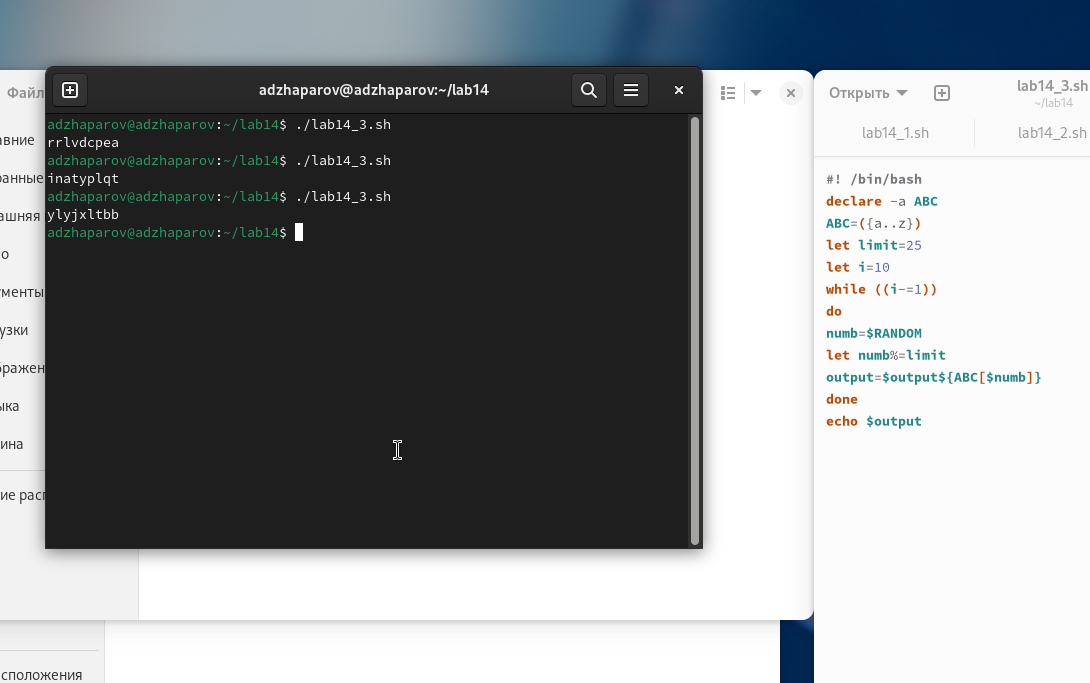 adzhaparov@adzhaparov:~/lab14
adzhaparov@adzhaparov:~/lab14$ ./lab14_3.sh
rrlvdcpea
adzhaparov@adzhaparov:~/lab14$ ./lab14_3.sh
inatyplqt
adzhaparov@adzhaparov:~/lab14$ ./lab14_3.sh
ylyjxltbb
adzhaparov@adzhaparov:~/lab14$
Файл
авние
ранные
ашняя
о
ументы
узки
бражен
ыка
ина
ие расп
сположения
Открыть
lab14_3.sh
~/lab14
lab14_1.sh
lab14_2.sh
#! /bin/bash
declare -a ABC
ABC=({a..z})
let limit=25
let i=10
while ((i-=1))
do
numb=$RANDOM
let numb%=limit
output=$output${ABC[$numb]}
done
echo $output